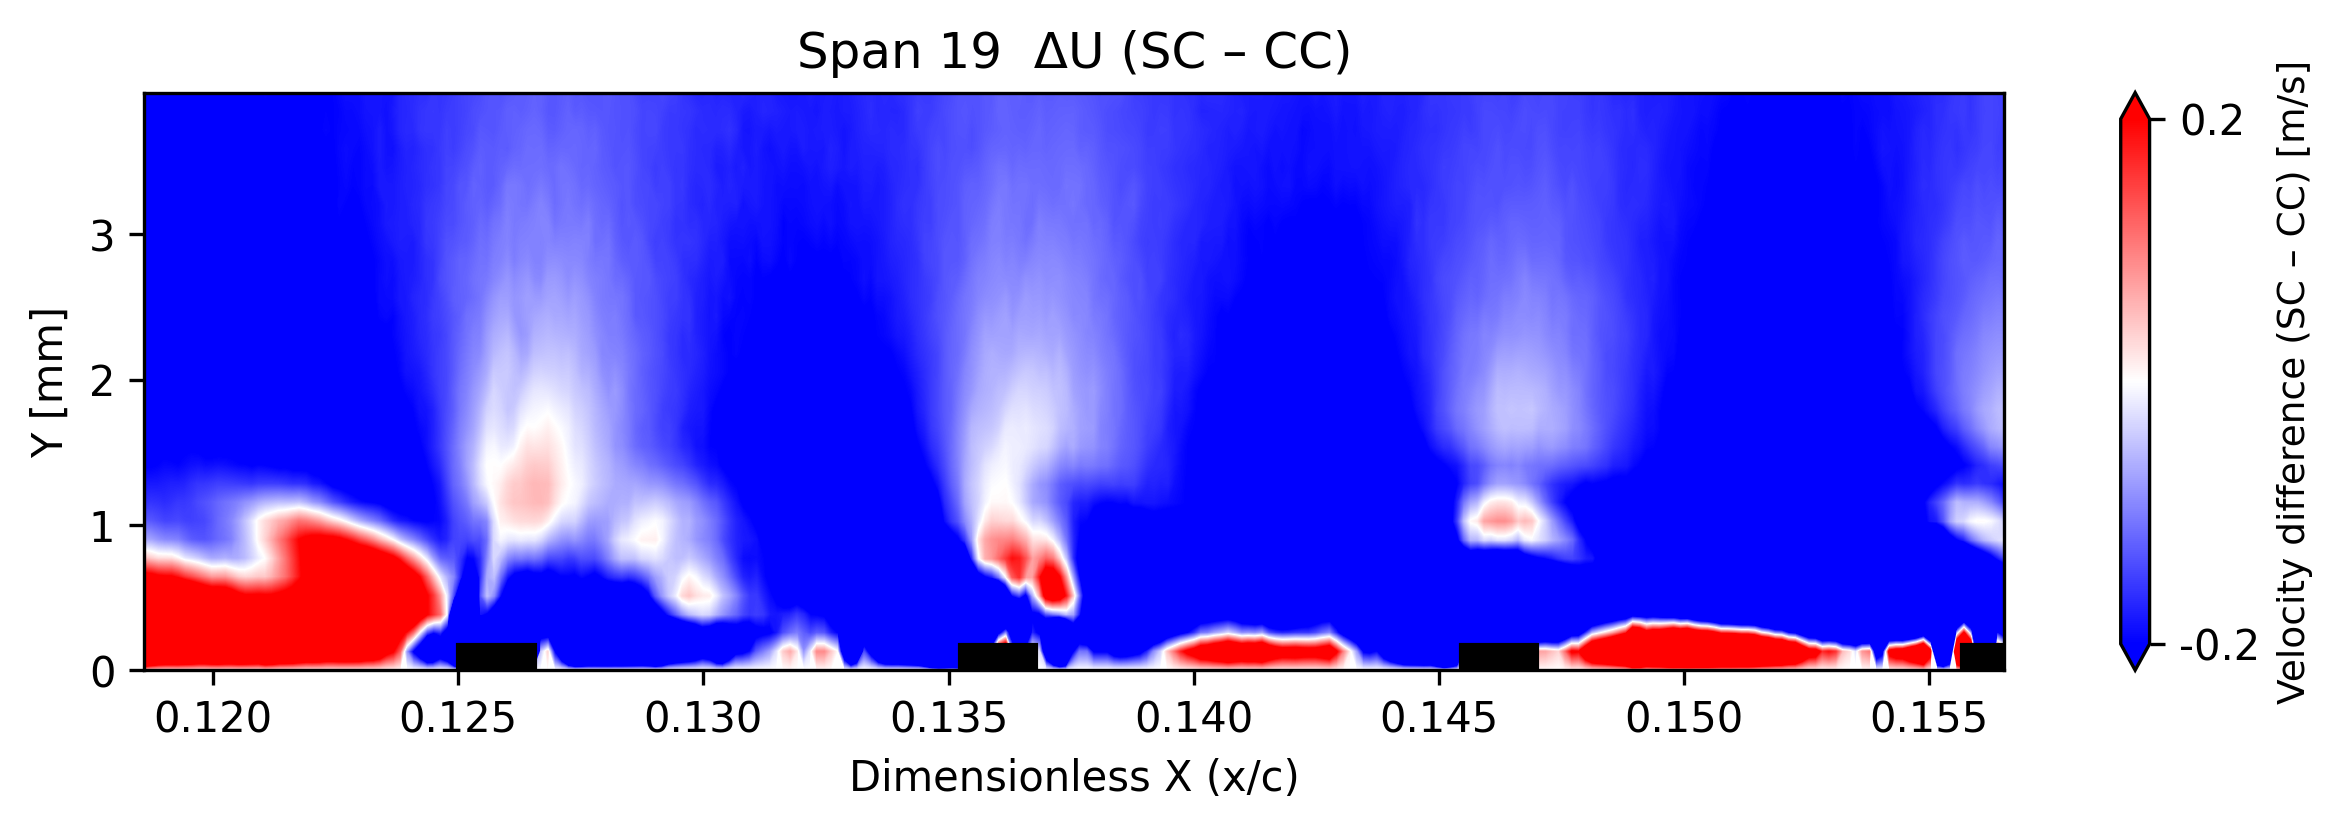 Span 19  ΔU (SC – CC)
3
2
1
0
Y [mm]
0.120 0.125 0.130 0.135 0.140 0.145 0.150 0.155
Dimensionless X (x/c)
0.2
-0.2
Velocity difference (SC – CC) [m/s]